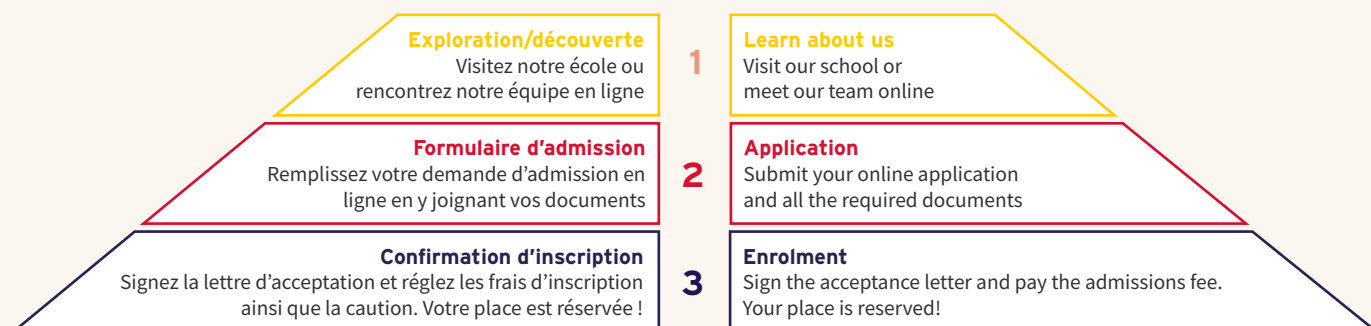 Exploration/découverte
Visitez notre école ou
rencontrez notre équipe en ligne
1
Learn about us
Visit our school or
meet our team online
Formulaire d'admission
Remplissez votre demande d'admission en
ligne en y joignant vos documents
2
Application
Submit your online application
and all the required documents
Confirmation d'inscription
Signez la lettre d'acceptation et réglez les frais d'inscription
ainsi que la caution. Votre place est réservée !
3
Enrolment
Sign the acceptance letter and pay the admissions fee.
Your place is reserved!